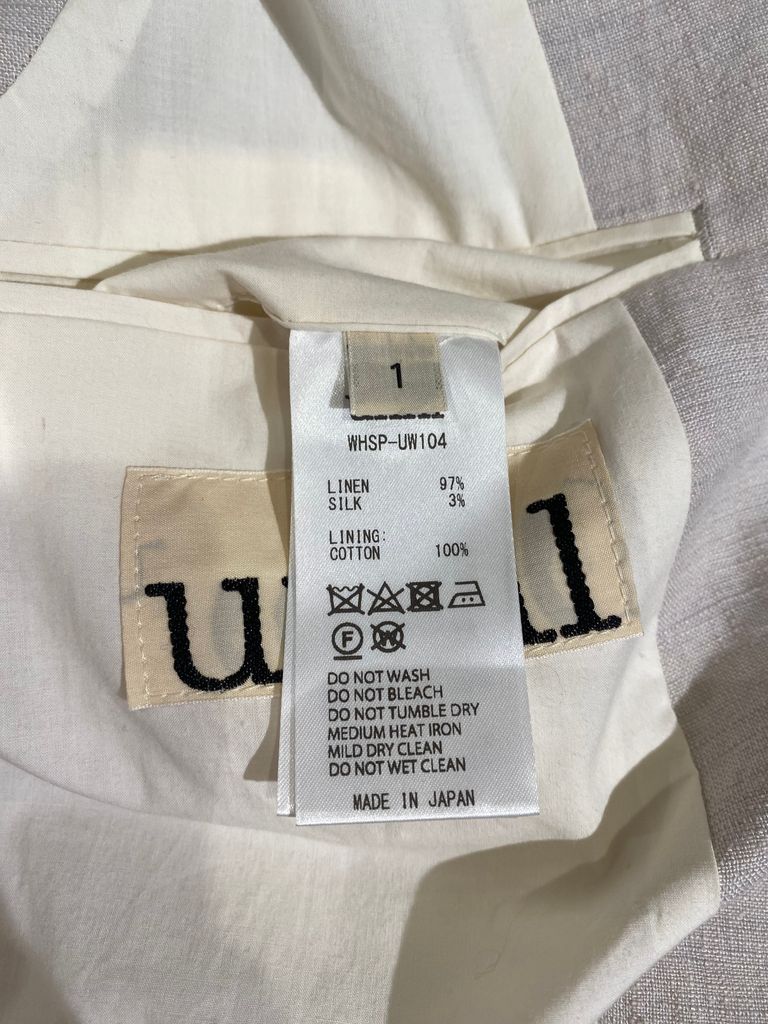 1
WHSP-UW104
LINEN 97%
SILK 3%
LINING:
COTTON 100%
F
W
DO NOT WASH
DO NOT BLEACH
DO NOT TUMBLE DRY
MEDIUM HEAT IRON
MILD DRY CLEAN
DO NOT WET CLEAN
MADE IN JAPAN